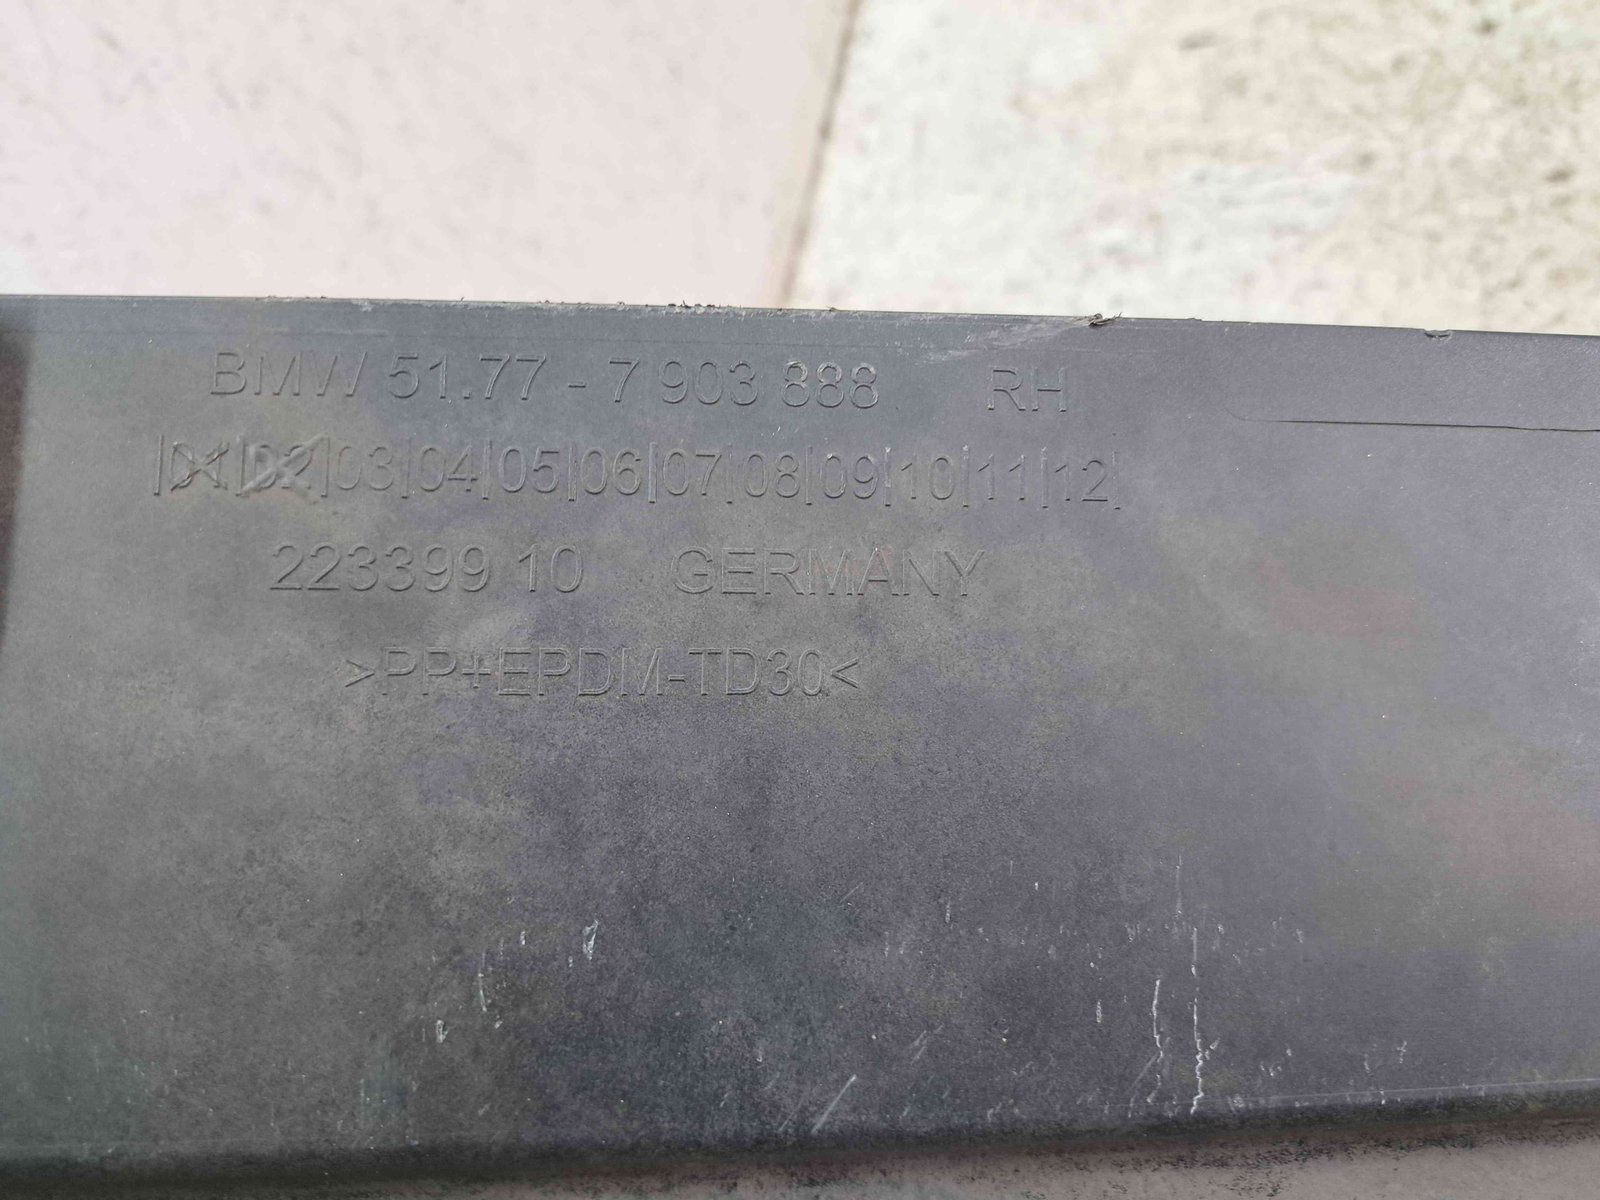 BMW 51.77 - 7 903 888 RH
|01|02|03|04|05|06|07|08|09|10|11|12|
223399 10 GERMANY
>PP+EPDM-TD30<